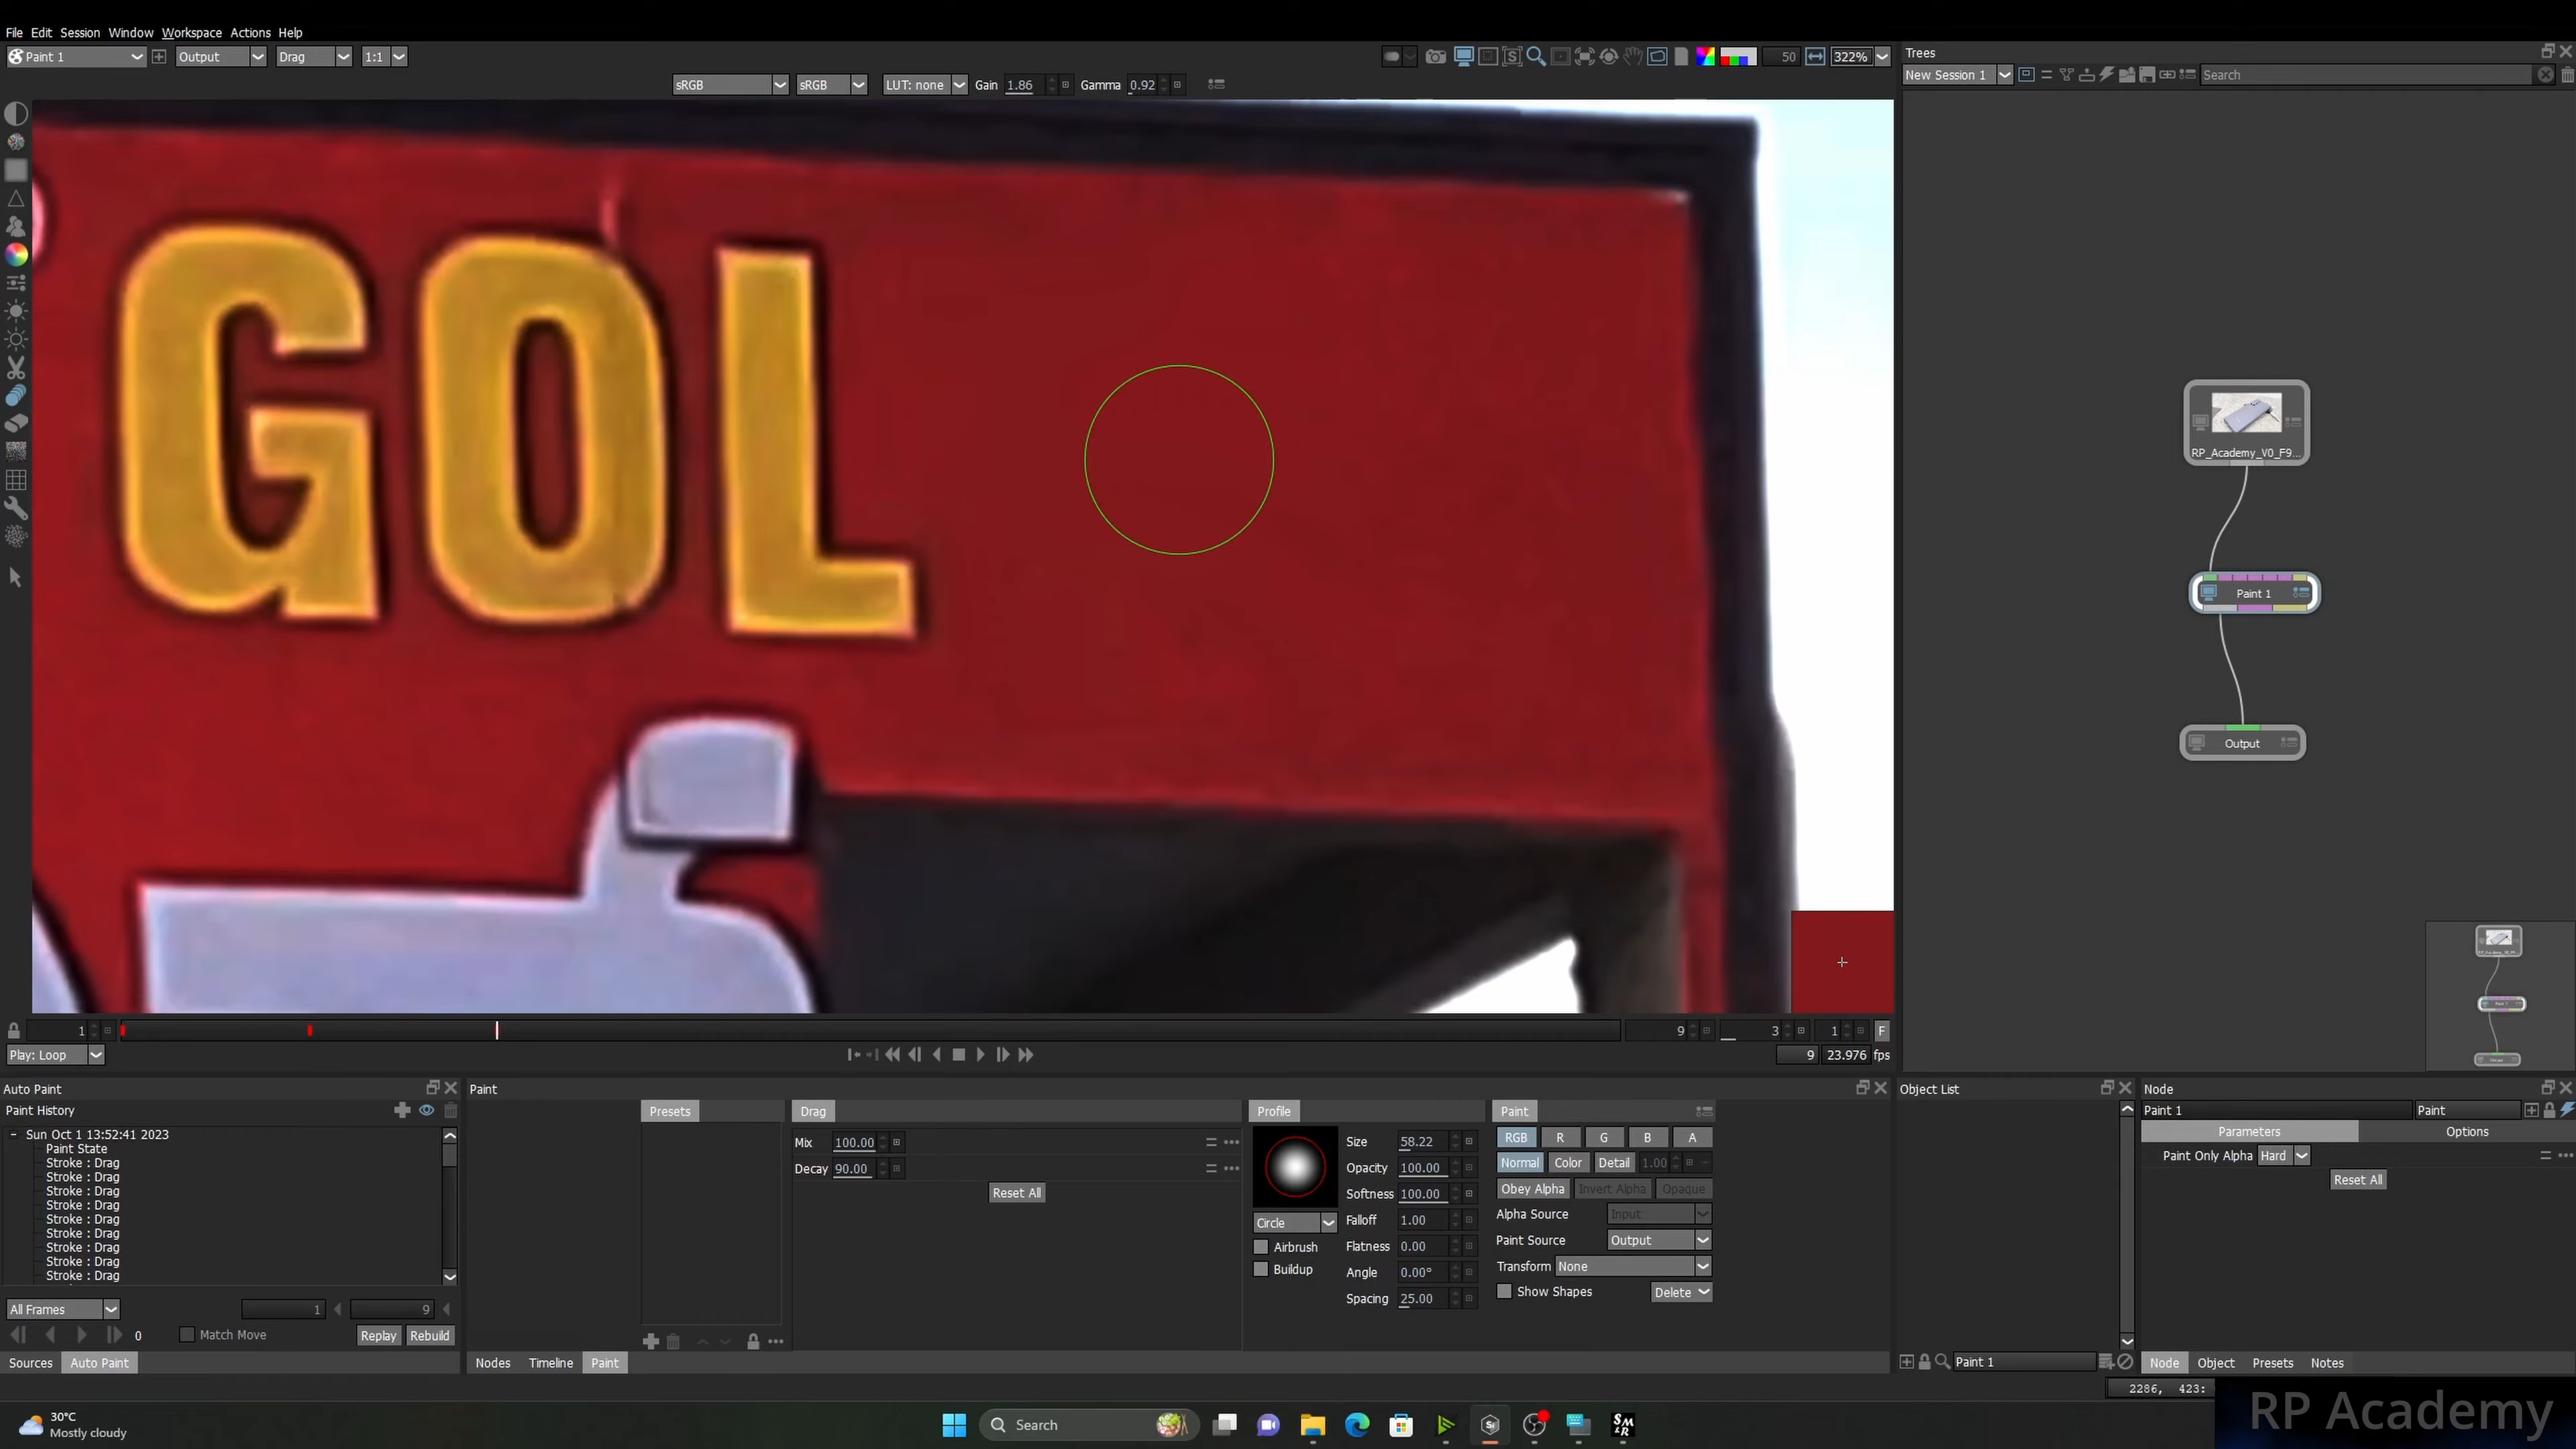 File Edit Session Window Workspace Actions Help
Paint 1 Output Drag 1:1 50 322%
sRGB sRGB LUT: none Gain 1.86 Gamma 0.92
GOL
Trees
New Session 1 Search
RP_Academy_V0_F9...
Paint 1
Output
1 9 3 1 F
Play: Loop 9 23.976 fps
Auto Paint
Paint History
Sun Oct 1 13:52:41 2023
Paint State
Stroke : Drag
Stroke : Drag
Stroke : Drag
Stroke : Drag
Stroke : Drag
Stroke : Drag
Stroke : Drag
Stroke : Drag
Stroke : Drag
All Frames 1 9
0 Match Move Replay Rebuild
Sources Auto Paint
Paint
Presets
Drag
Mix 100.00
Decay 90.00
Reset All
Profile
Circle
Airbrush
Buildup
Size 58.22
Opacity 100.00
Softness 100.00
Falloff 1.00
Flatness 0.00
Angle 0.00°
Spacing 25.00
Paint
RGB R G B A
Normal Color Detail 1.00
Obey Alpha Invert Alpha Opaque
Alpha Source Input
Paint Source Output
Transform None
Show Shapes Delete
Nodes Timeline Paint
Object List
Paint 1
Node
Paint 1 Paint
Parameters Options
Paint Only Alpha Hard
Reset All
Node Object Presets Notes
2286, 423:
30°C
Mostly cloudy
Search
RP Academy